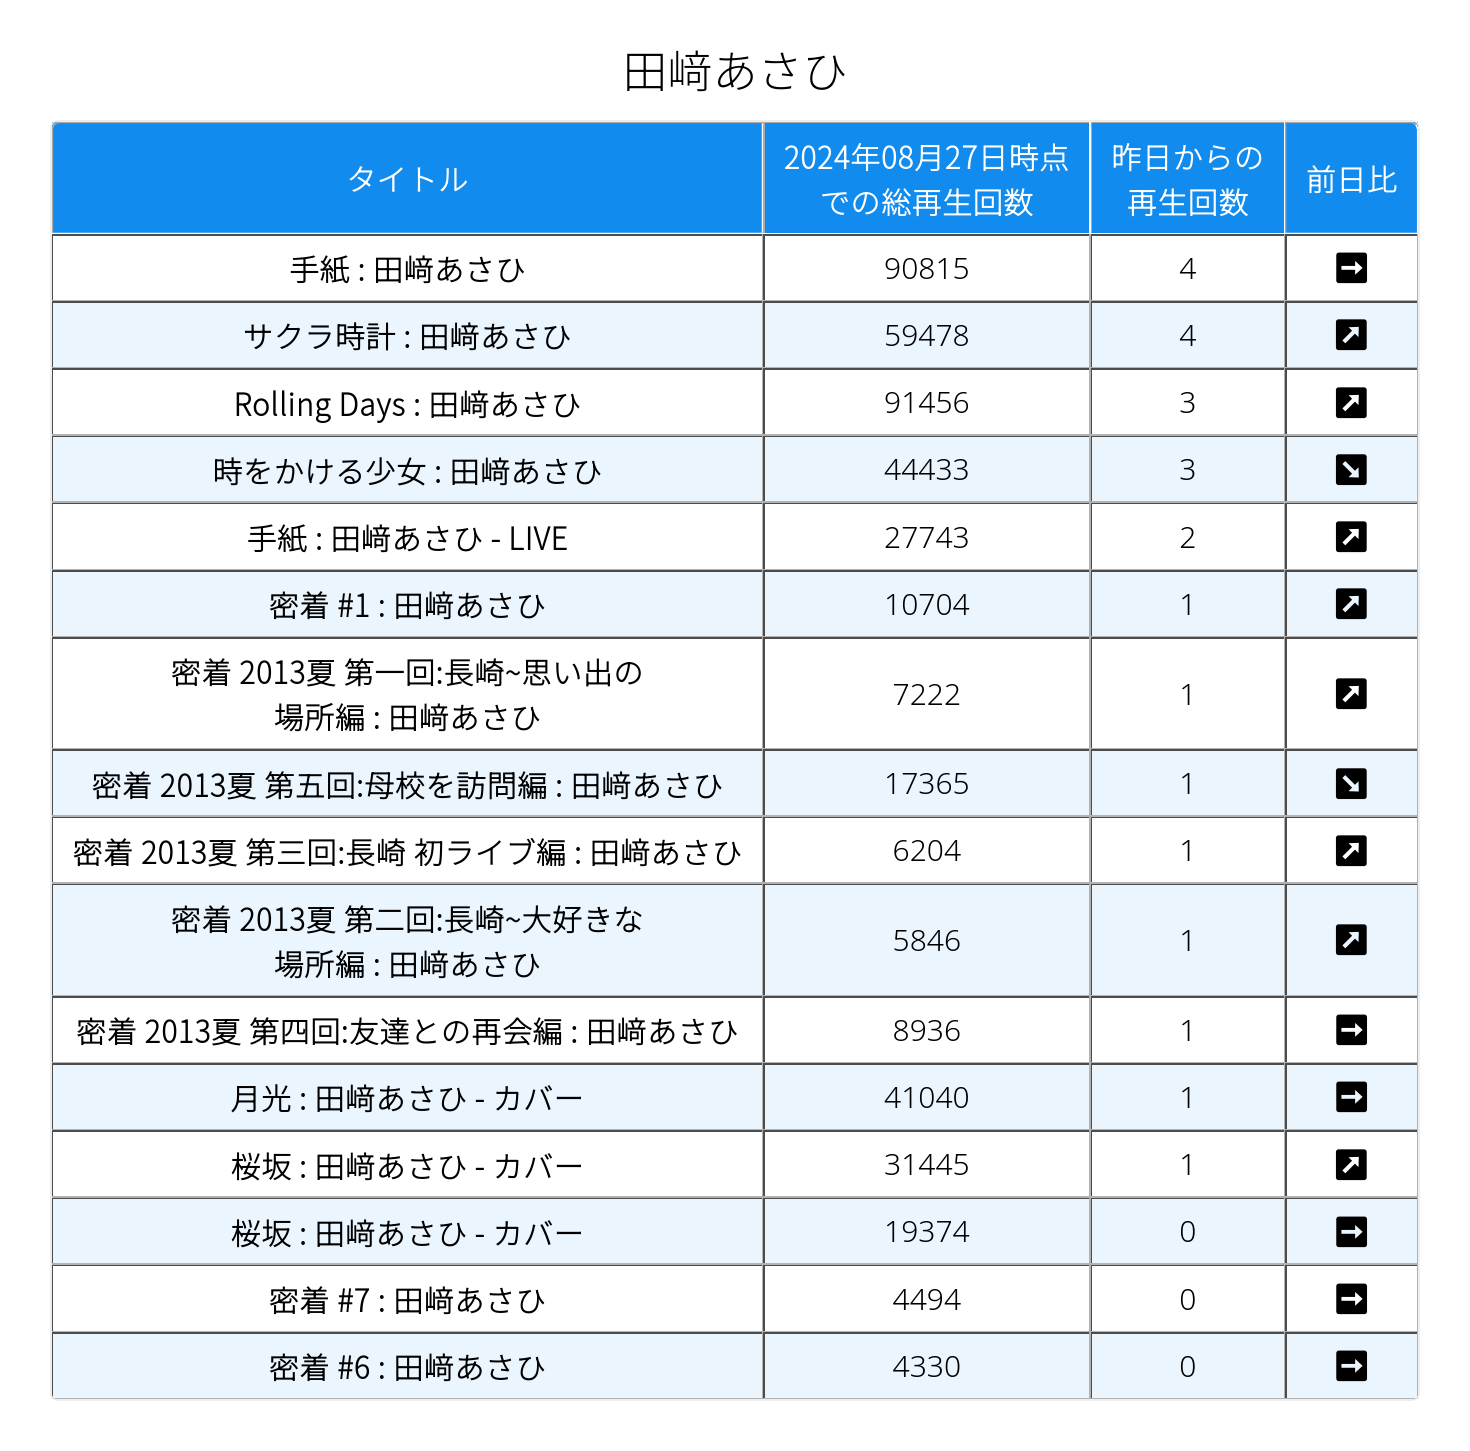 田﨑あさひ
タイトル
2024年08月27日時点
での総再生回数
昨日からの
再生回数
前日比
手紙 : 田﨑あさひ 90815 4
サクラ時計 : 田﨑あさひ 59478 4
Rolling Days : 田﨑あさひ 91456 3
時をかける少女 : 田﨑あさひ 44433 3
手紙 : 田﨑あさひ - LIVE 27743 2
密着 #1 : 田﨑あさひ 10704 1
密着 2013夏 第一回:長崎~思い出の
場所編 : 田﨑あさひ
7222 1
密着 2013夏 第五回:母校を訪問編 : 田﨑あさひ 17365 1
密着 2013夏 第三回:長崎 初ライブ編 : 田﨑あさひ 6204 1
密着 2013夏 第二回:長崎~大好きな
場所編 : 田﨑あさひ
5846 1
密着 2013夏 第四回:友達との再会編 : 田﨑あさひ 8936 1
月光 : 田﨑あさひ - カバー 41040 1
桜坂 : 田﨑あさひ - カバー 31445 1
桜坂 : 田﨑あさひ - カバー 19374 0
密着 #7 : 田﨑あさひ 4494 0
密着 #6 : 田﨑あさひ 4330 0